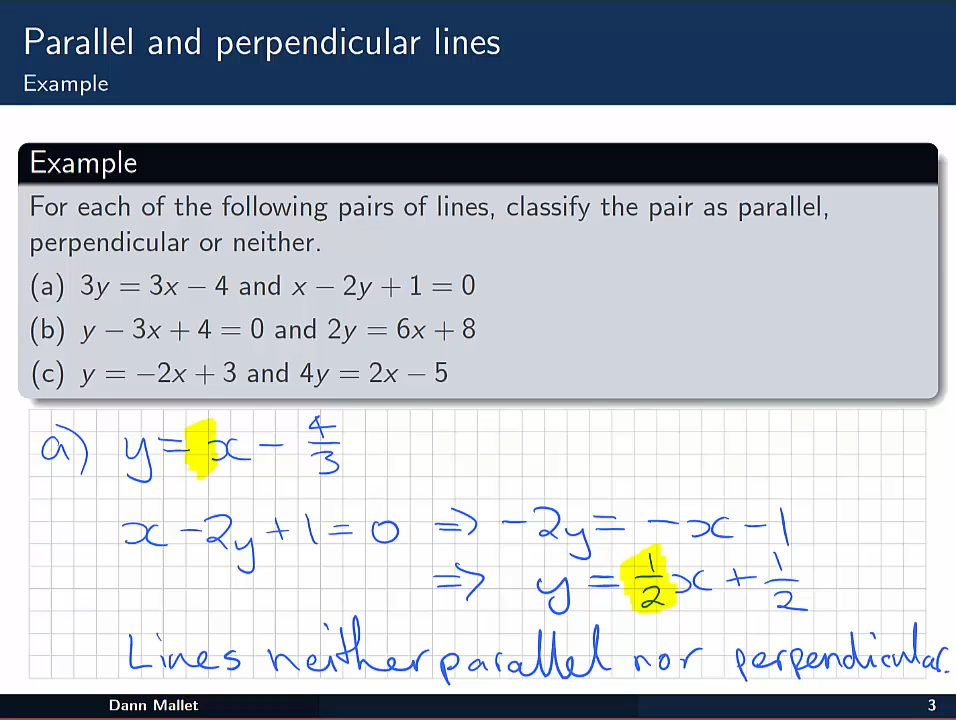 Parallel and perpendicular lines
Example
Example
For each of the following pairs of lines, classify the pair as parallel,
perpendicular or neither.
(a) 3y = 3x − 4 and x − 2y + 1 = 0
(b) y − 3x + 4 = 0 and 2y = 6x + 8
(c) y = −2x + 3 and 4y = 2x − 5
a) y = x − 4/3
x − 2y + 1 = 0 ⇒ −2y = −x − 1
⇒ y = 1/2 x + 1/2
Lines neither parallel nor perpendicular.
Dann Mallet 3